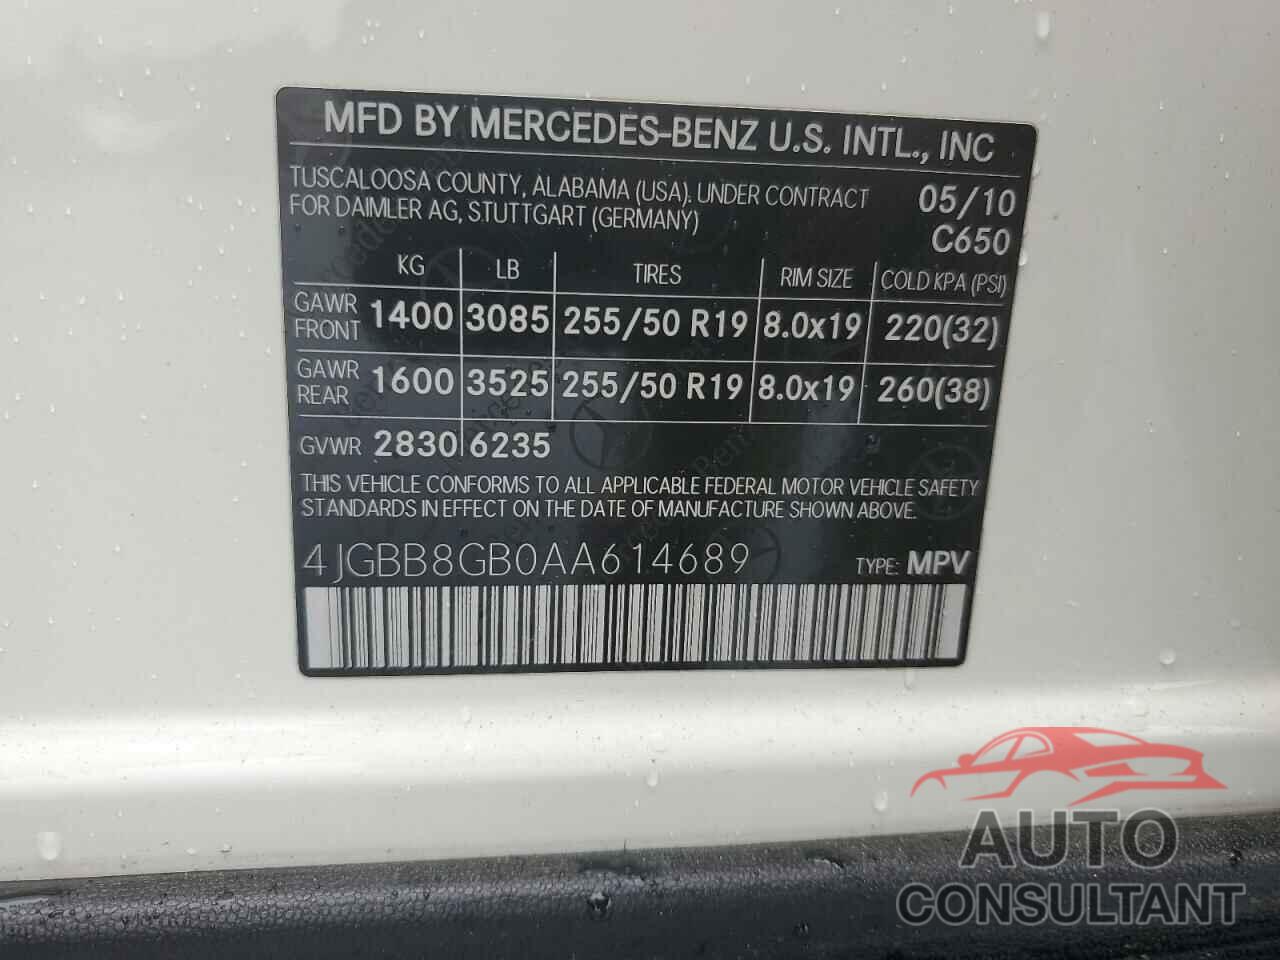 MFD BY MERCEDES-BENZ U.S. INTL., INC
TUSCALOOSA COUNTY, ALABAMA (USA). UNDER CONTRACT 05/10
FOR DAIMLER AG, STUTTGART (GERMANY) C650
KG LB TIRES RIM SIZE COLD KPA (PSI)
GAWR FRONT 1400 3085 255/50 R19 8.0x19 220(32)
GAWR REAR 1600 3525 255/50 R19 8.0x19 260(38)
GVWR 2830 6235
THIS VEHICLE CONFORMS TO ALL APPLICABLE FEDERAL MOTOR VEHICLE SAFETY
STANDARDS IN EFFECT ON THE DATE OF MANUFACTURE SHOWN ABOVE.
4JGBB8GB0AA614689 TYPE: MPV
AUTO
CONSULTANT